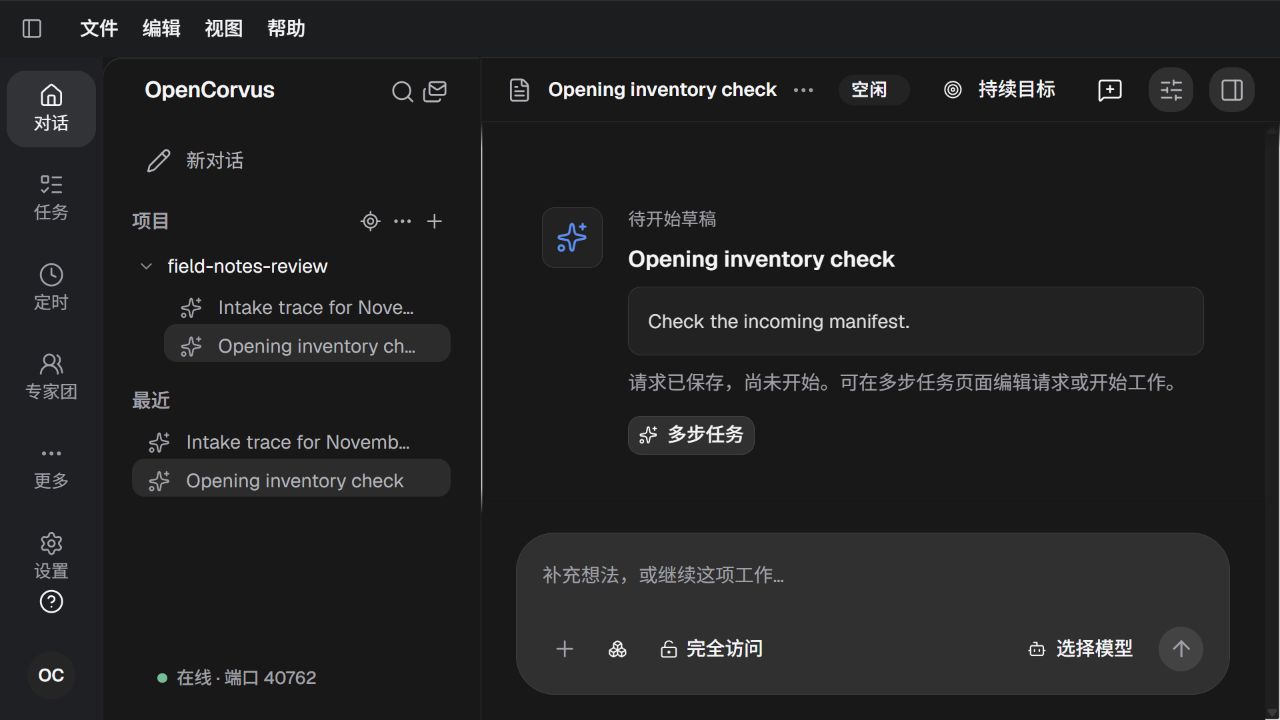 文件 编辑 视图 帮助
对话
任务
定时
专家团
更多
设置
OC
OpenCorvus
新对话
项目
field-notes-review
Intake trace for Nove...
Opening inventory ch...
最近
Intake trace for Novemb...
Opening inventory check
在线 · 端口 40762
Opening inventory check
空闲
持续目标
待开始草稿
Opening inventory check
Check the incoming manifest.
请求已保存，尚未开始。可在多步任务页面编辑请求或开始工作。
多步任务
补充想法，或继续这项工作...
完全访问
选择模型